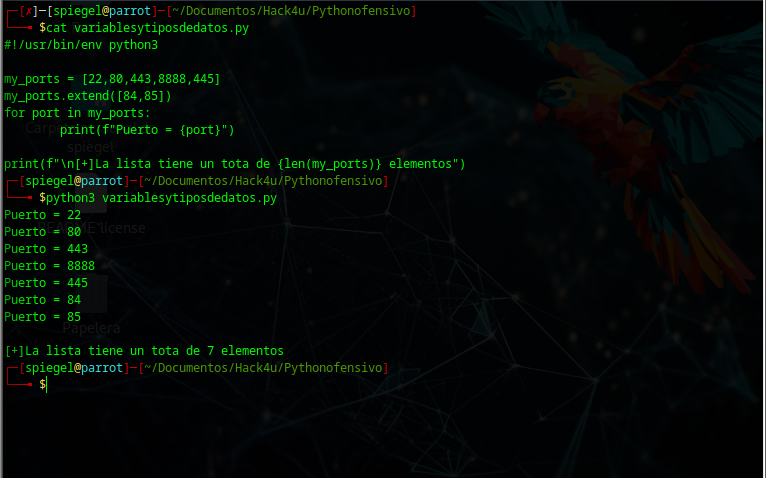 ┌─[✗]─[spiegel@parrot]─[~/Documentos/Hack4u/Pythonofensivo]
└──╼ $cat variablesytiposdedatos.py
#!/usr/bin/env python3
my_ports = [22,80,443,8888,445]
my_ports.extend([84,85])
for port in my_ports:
        print(f"Puerto = {port}")
spiegel
print(f"\n[+]La lista tiene un tota de {len(my_ports)} elementos")
┌─[spiegel@parrot]─[~/Documentos/Hack4u/Pythonofensivo]
└──╼ $python3 variablesytiposdedatos.py
Puerto = 22
Puerto = 80
license
Puerto = 443
Puerto = 8888
Puerto = 445
Puerto = 84
Puerto = 85
Papelera
[+]La lista tiene un tota de 7 elementos
┌─[spiegel@parrot]─[~/Documentos/Hack4u/Pythonofensivo]
└──╼ $